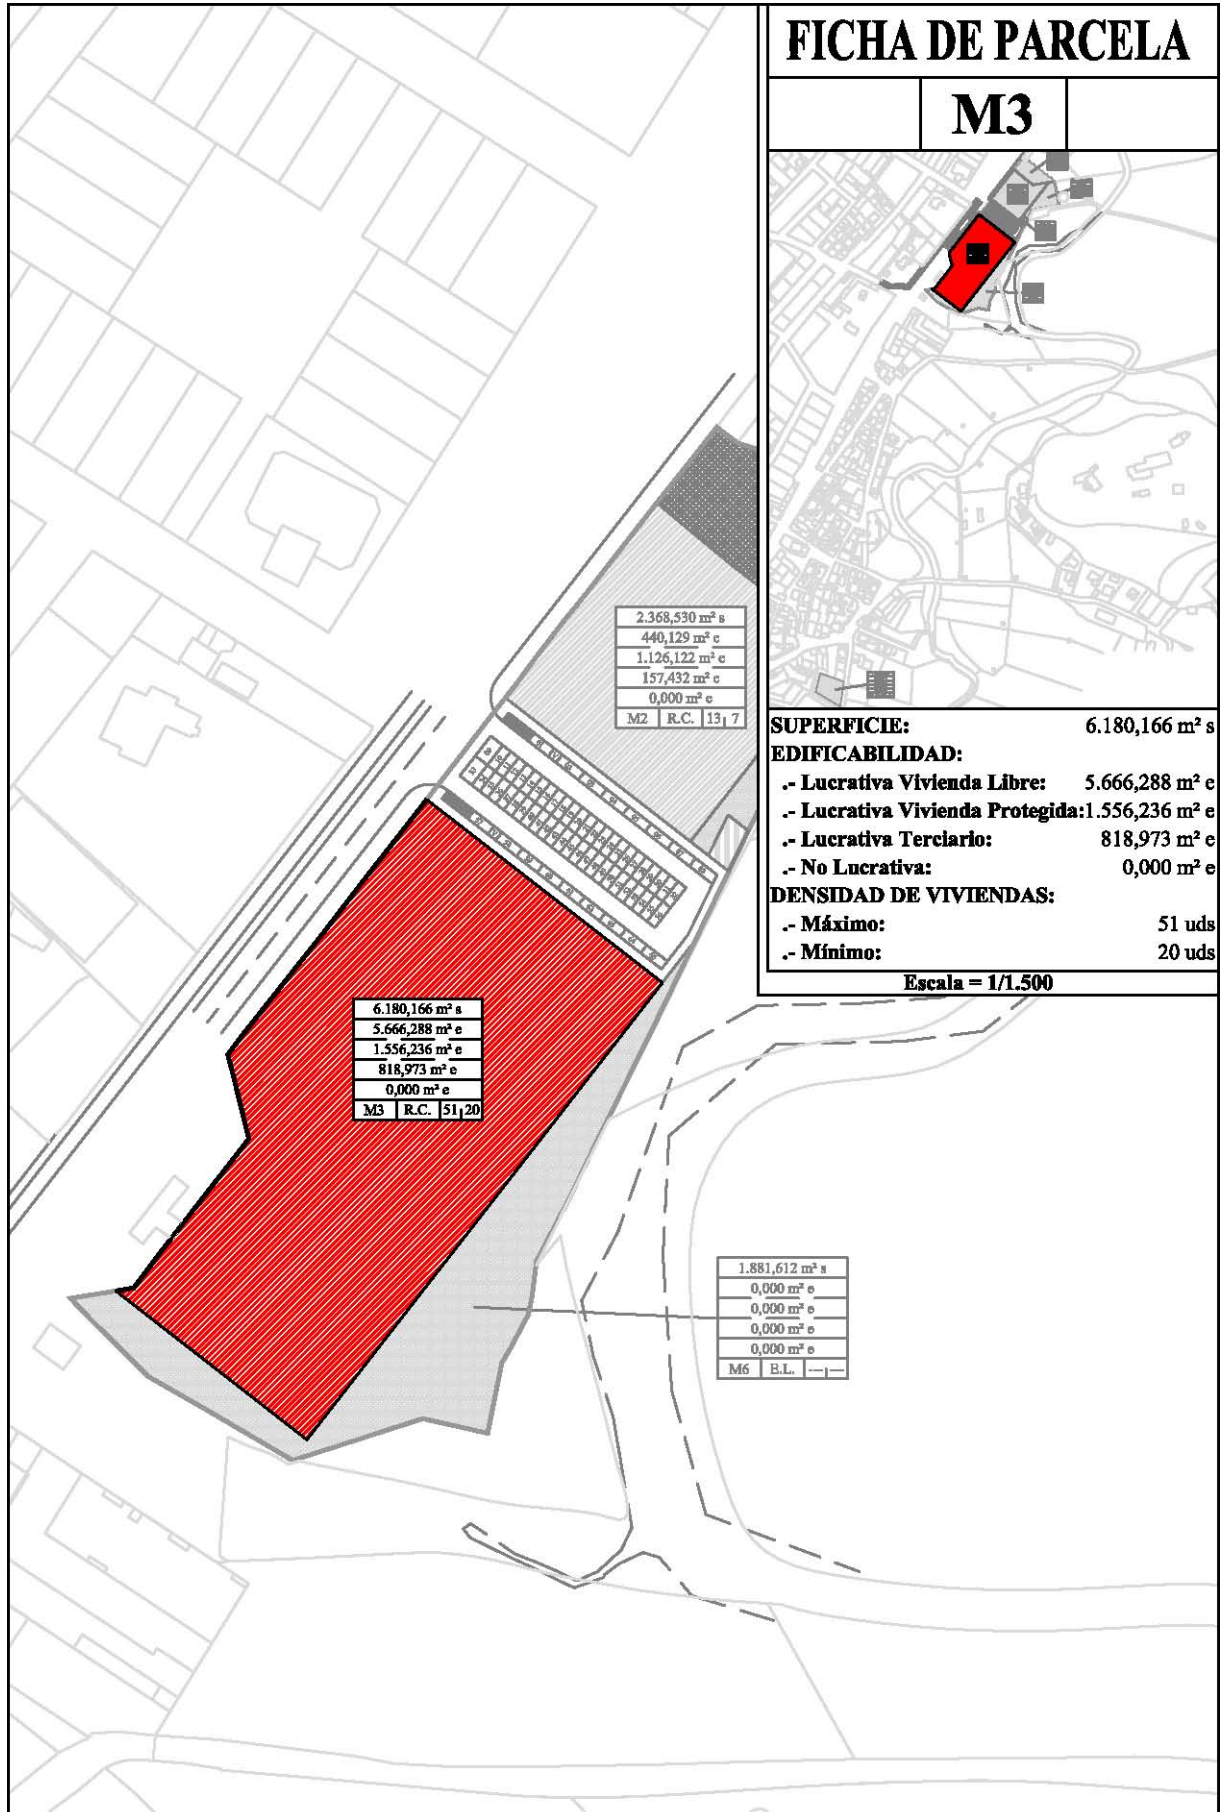 FICHA DE PARCELA
M3
SUPERFICIE: 6.180,166 m² s
EDIFICABILIDAD:
.- Lucrativa Vivienda Libre: 5.666,288 m² e
.- Lucrativa Vivienda Protegida:1.556,236 m² e
.- Lucrativa Terciario: 818,973 m² e
.- No Lucrativa: 0,000 m² e
DENSIDAD DE VIVIENDAS:
.- Máximo: 51 uds
.- Mínimo: 20 uds
Escala = 1/1.500
2.368,530 m² s
440,129 m² e
1.126,122 m² e
157,432 m² e
0,000 m² e
M2 R.C. 13 7
6.180,166 m² s
5.666,288 m² e
1.556,236 m² e
818,973 m² e
0,000 m² e
M3 R.C. 51 20
1.881,612 m² s
0,000 m² e
0,000 m² e
0,000 m² e
0,000 m² e
M6 E.L. — —